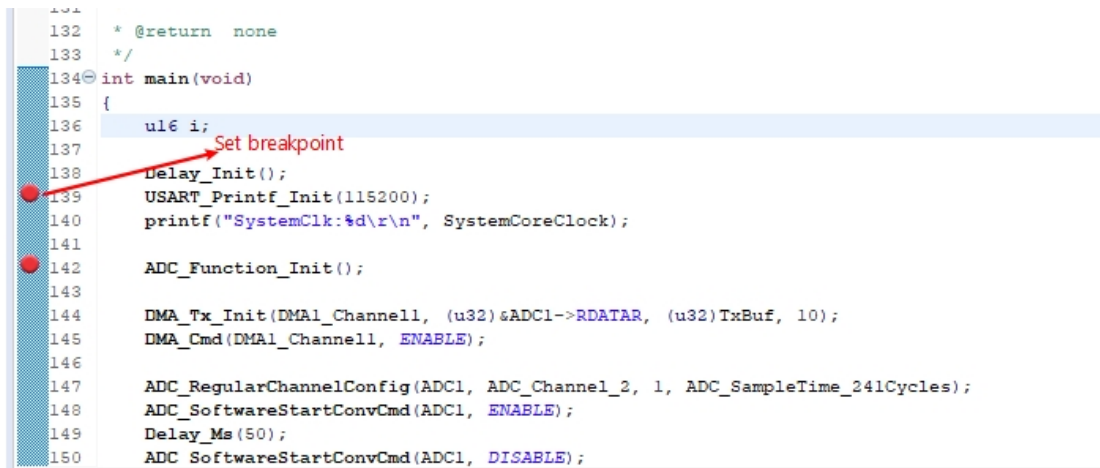 132 * @return none
133 */
134 int main(void)
135 {
136 u16 i;
137
Set breakpoint
138 Delay_Init();
139 USART_Printf_Init(115200);
140 printf("SystemClk:%d\r\n", SystemCoreClock);
141
142 ADC_Function_Init();
143
144 DMA_Tx_Init(DMA1_Channel1, (u32)&ADC1->RDATAR, (u32)TxBuf, 10);
145 DMA_Cmd(DMA1_Channel1, ENABLE);
146
147 ADC_RegularChannelConfig(ADC1, ADC_Channel_2, 1, ADC_SampleTime_241Cycles);
148 ADC_SoftwareStartConvCmd(ADC1, ENABLE);
149 Delay_Ms(50);
150 ADC_SoftwareStartConvCmd(ADC1, DISABLE);